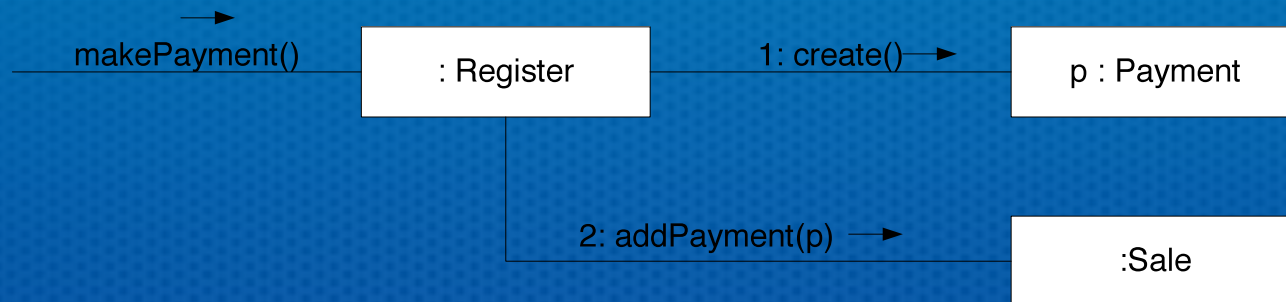 makePayment()
: Register
1: create()
p : Payment
2: addPayment(p)
:Sale